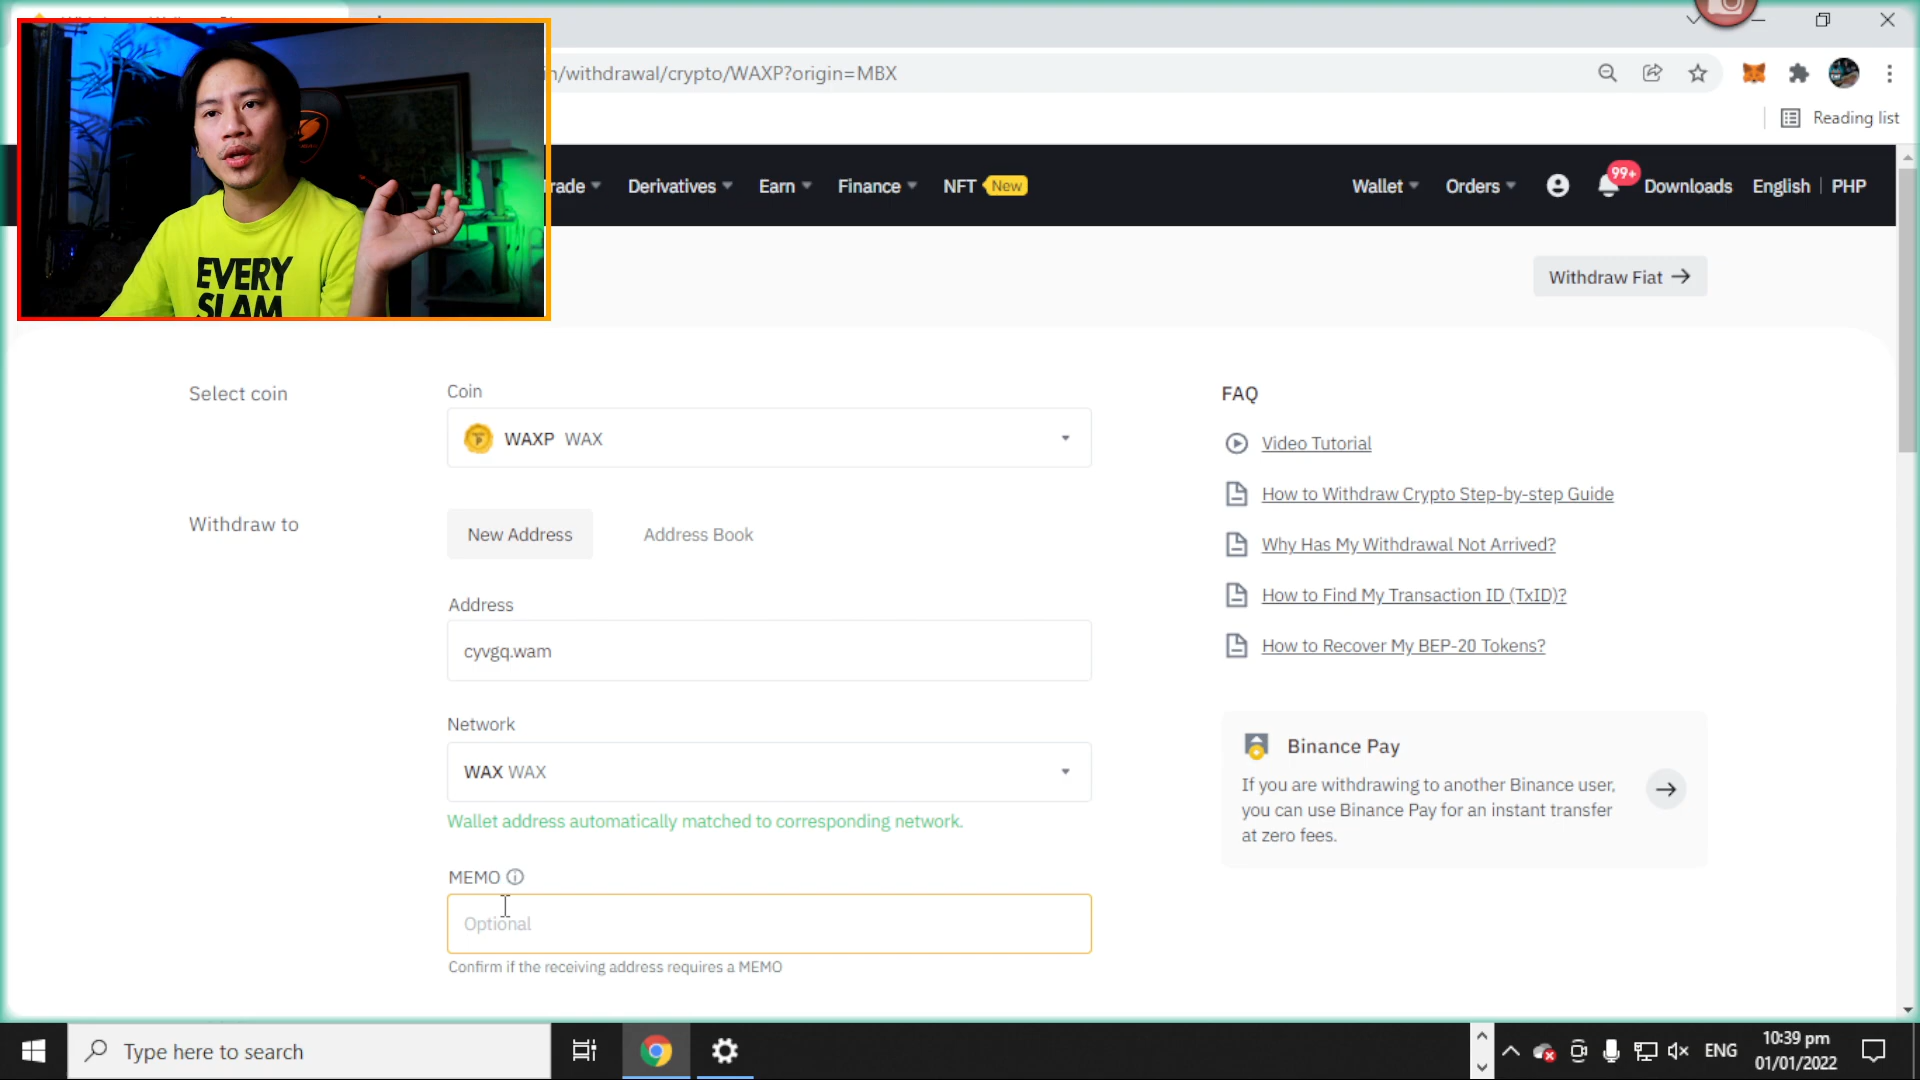 n/withdrawal/crypto/WAXP?origin=MBX
Reading list
EVERY
SLAM
rade
Derivatives
Earn
Finance
NFT
New
Wallet
Orders
99+
Downloads
English
PHP
Withdraw Fiat
Select coin
Coin
WAXP WAX
Withdraw to
New Address
Address Book
Address
cyvgq.wam
Network
WAX WAX
Wallet address automatically matched to corresponding network.
MEMO
Optional
Confirm if the receiving address requires a MEMO
FAQ
Video Tutorial
How to Withdraw Crypto Step-by-step Guide
Why Has My Withdrawal Not Arrived?
How to Find My Transaction ID (TxID)?
How to Recover My BEP-20 Tokens?
Binance Pay
If you are withdrawing to another Binance user,
you can use Binance Pay for an instant transfer
at zero fees.
Type here to search
ENG
10:39 pm
01/01/2022